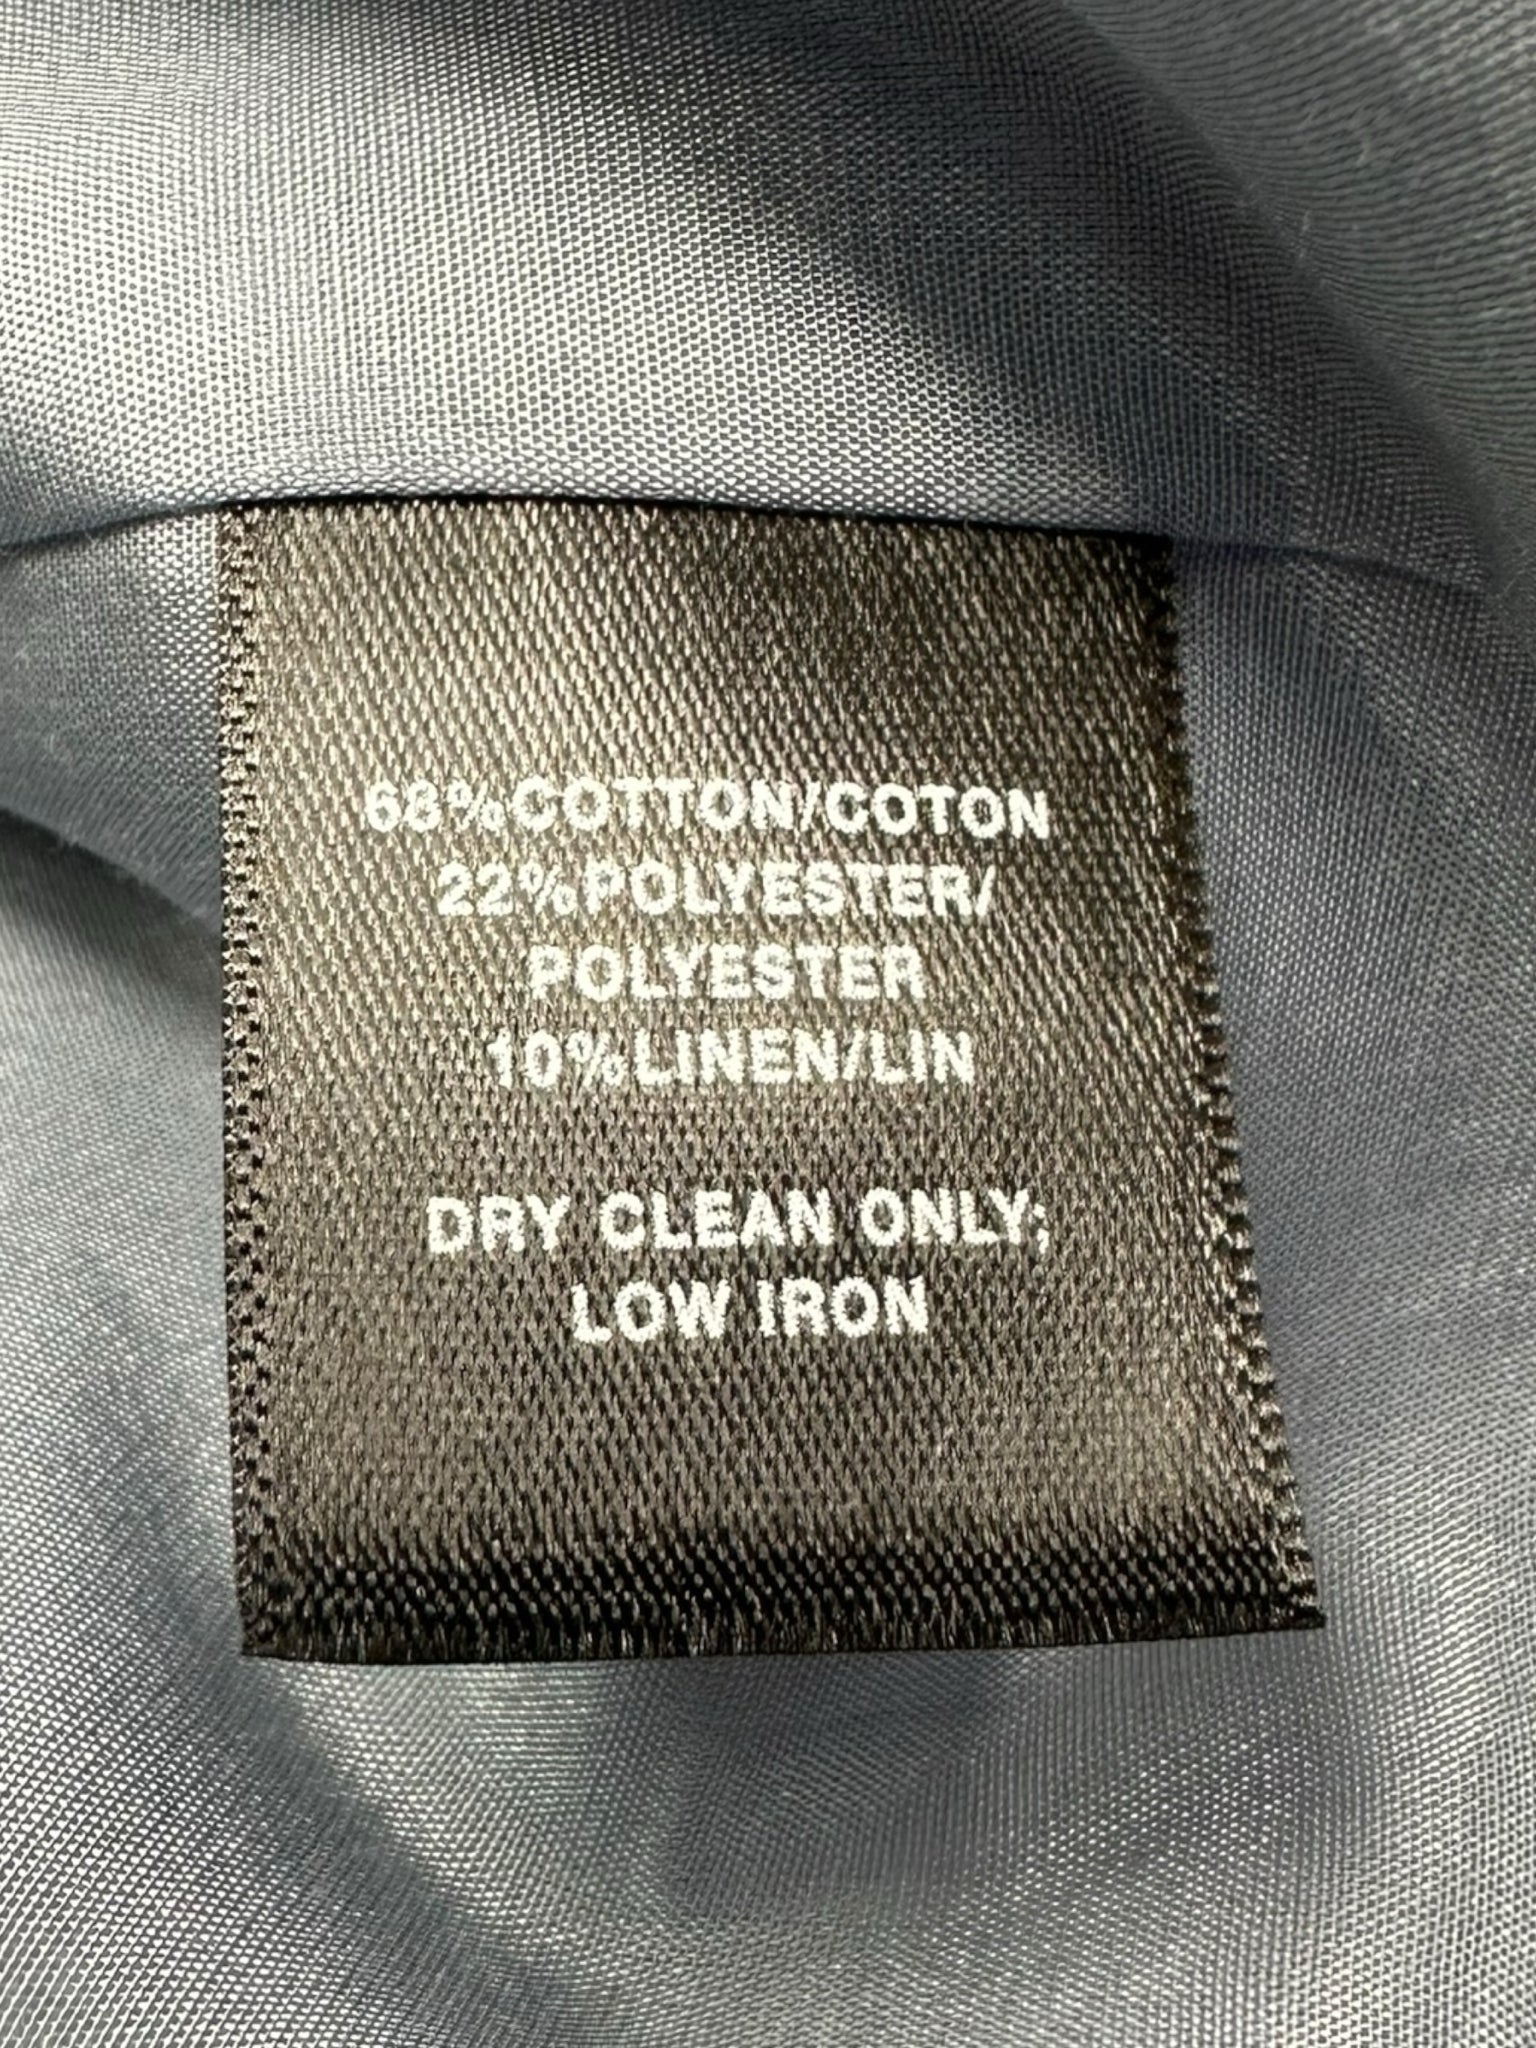 68%COTTON/COTON
22%POLYESTER/
POLYESTER
10%LINEN/LIN
DRY CLEAN ONLY;
LOW IRON